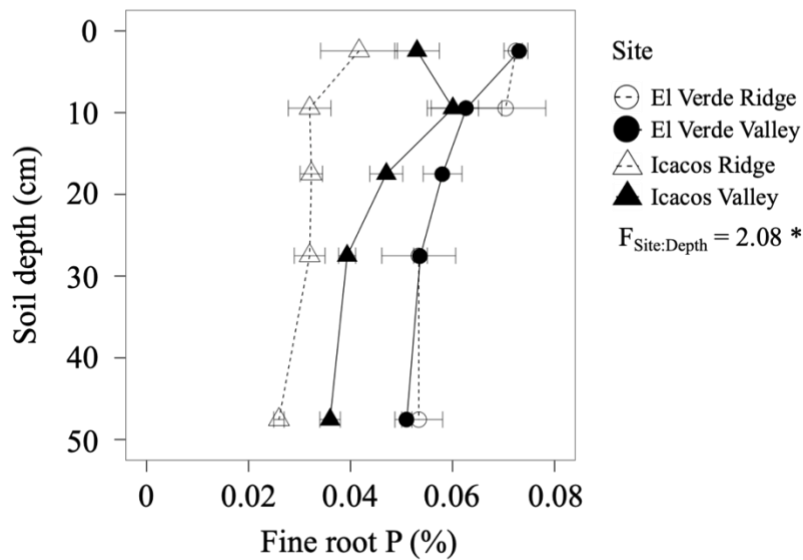 0
10
20
30
40
50
Soil depth (cm)
0 0.02 0.04 0.06 0.08
Fine root P (%)
Site
El Verde Ridge
El Verde Valley
Icacos Ridge
Icacos Valley
F Site:Depth = 2.08 *